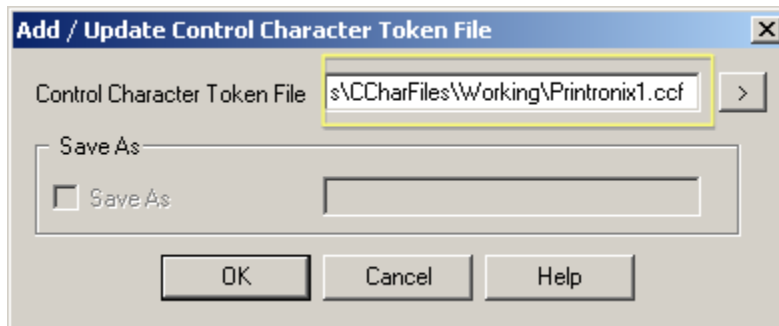 Add / Update Control Character Token File
Control Character Token File s\CCharFiles\Working\Printronix1.ccf >
Save As
Save As
OK Cancel Help